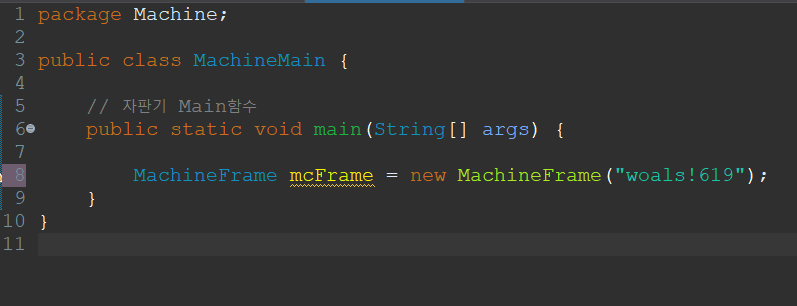 1 package Machine;
2
3 public class MachineMain {
4
5 // 자판기 Main함수
6 public static void main(String[] args) {
7
8 MachineFrame mcFrame = new MachineFrame("woals!619");
9 }
10 }
11